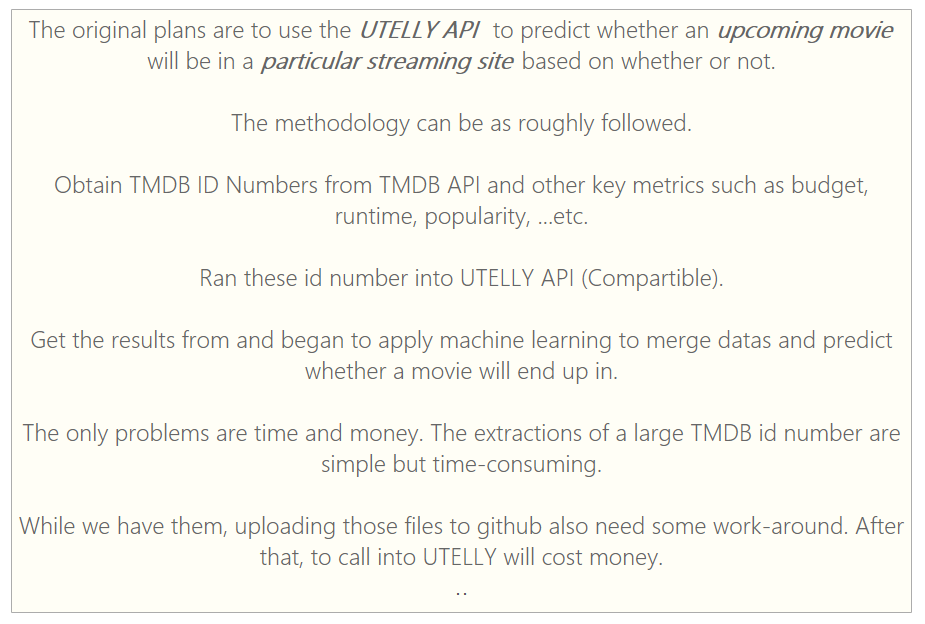 The original plans are to use the UTELLY API to predict whether an upcoming movie
will be in a particular streaming site based on whether or not.
The methodology can be as roughly followed.
Obtain TMDB ID Numbers from TMDB API and other key metrics such as budget,
runtime, popularity, ...etc.
Ran these id number into UTELLY API (Compartible).
Get the results from and began to apply machine learning to merge datas and predict
whether a movie will end up in.
The only problems are time and money. The extractions of a large TMDB id number are
simple but time-consuming.
While we have them, uploading those files to github also need some work-around. After
that, to call into UTELLY will cost money.
..